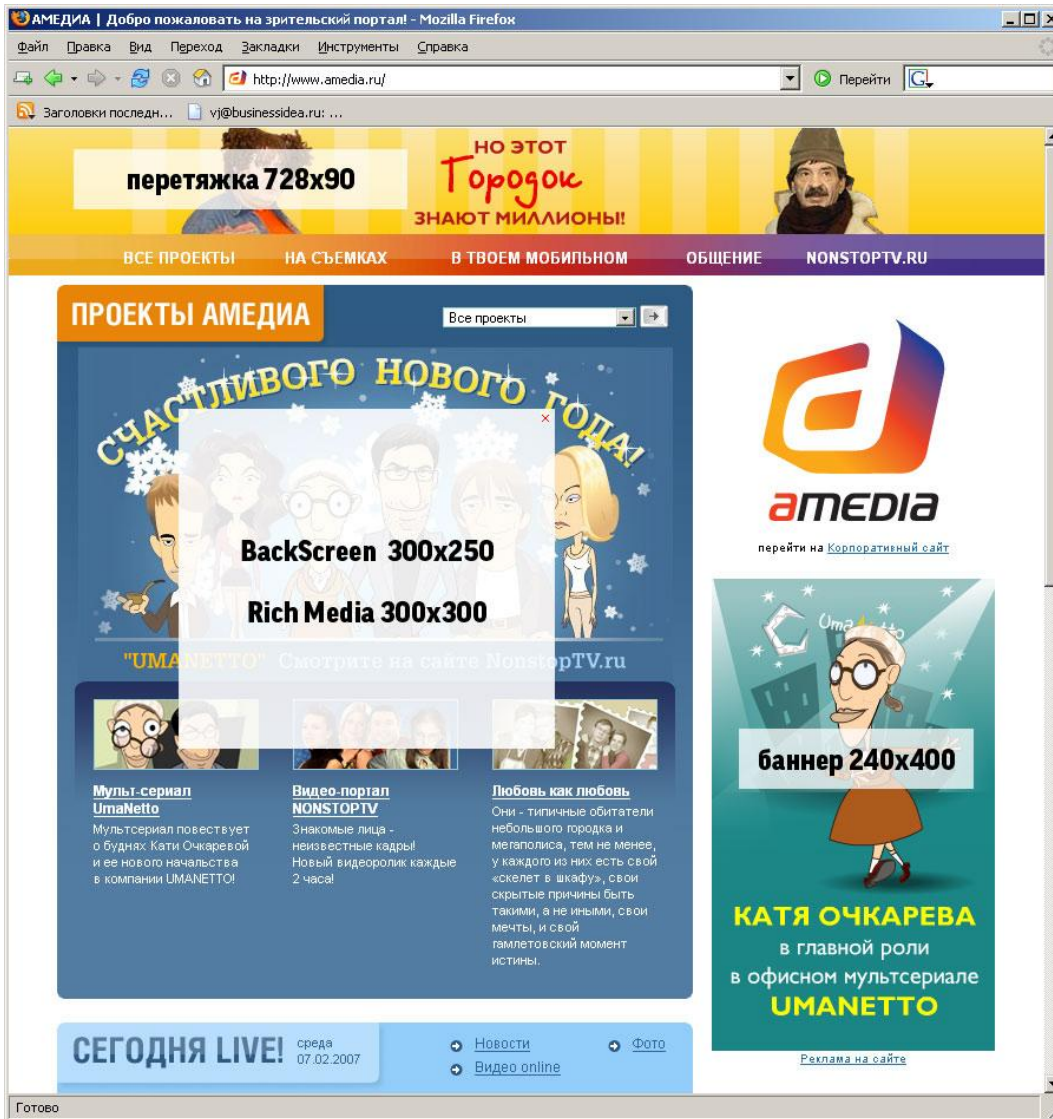 АМЕДИА | Добро пожаловать на зрительский портал! - Mozilla Firefox
Файл Правка Вид Переход Закладки Инструменты Справка
http://www.amedia.ru/ Перейти
Заголовки последн... vj@businessidea.ru: ...
НО ЭТОТ
Городок
ЗНАЮТ МИЛЛИОНЫ!
перетяжка 728x90
ВСЕ ПРОЕКТЫ НА СЪЕМКАХ В ТВОЕМ МОБИЛЬНОМ ОБЩЕНИЕ NONSTOPTV.RU
ПРОЕКТЫ АМЕДИА
Все проекты
СЧАСТЛИВОГО НОВОГО ГОДА!
BackScreen 300x250
Rich Media 300x300
"UMANETTO" Смотрите на сайте NonstopTV.ru
Мульт-сериал
UmaNetto
Мультсериал повествует
о буднях Кати Очкаревой
и ее нового начальства
в компании UMANETTO!
Видео-портал
NONSTOPTV
Знакомые лица -
неизвестные кадры!
Новый видеоролик каждые
2 часа!
Любовь как любовь
Они - типичные обитатели
небольшого городка и
мегаполиса, тем не менее,
у каждого из них есть свой
«скелет в шкафу», свои
скрытые причины быть
такими, а не иными, свои
мечты, и свой
гамлетовский момент
истины.
amedia
перейти на Корпоративный сайт
баннер 240x400
КАТЯ ОЧКАРЕВА
в главной роли
в офисном мультсериале
UMANETTO
Реклама на сайте
СЕГОДНЯ LIVE!
среда
07.02.2007
Новости
Фото
Видео online
Готово